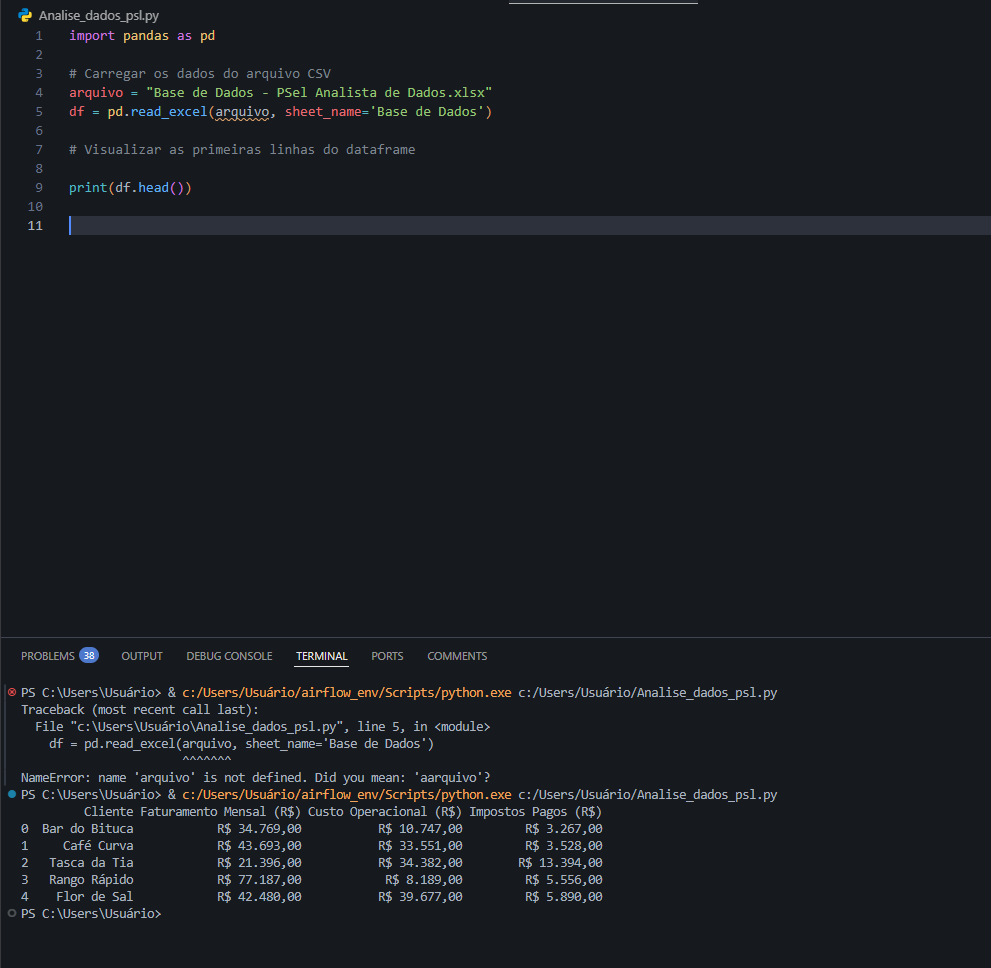 Analise_dados_psl.py
1 import pandas as pd
2
3 # Carregar os dados do arquivo CSV
4 arquivo = "Base de Dados - PSel Analista de Dados.xlsx"
5 df = pd.read_excel(arquivo, sheet_name='Base de Dados')
6
7 # Visualizar as primeiras linhas do dataframe
8
9 print(df.head())
10
11
PROBLEMS 38 OUTPUT DEBUG CONSOLE TERMINAL PORTS COMMENTS
PS C:\Users\Usuário> & c:/Users/Usuário/airflow_env/Scripts/python.exe c:/Users/Usuário/Analise_dados_psl.py
Traceback (most recent call last):
  File "c:\Users\Usuário\Analise_dados_psl.py", line 5, in <module>
    df = pd.read_excel(arquivo, sheet_name='Base de Dados')
                       ^^^^^^^
NameError: name 'arquivo' is not defined. Did you mean: 'aarquivo'?
PS C:\Users\Usuário> & c:/Users/Usuário/airflow_env/Scripts/python.exe c:/Users/Usuário/Analise_dados_psl.py
Cliente Faturamento Mensal (R$) Custo Operacional (R$) Impostos Pagos (R$)
0 Bar do Bituca R$ 34.769,00 R$ 10.747,00 R$ 3.267,00
1 Café Curva R$ 43.693,00 R$ 33.551,00 R$ 3.528,00
2 Tasca da Tia R$ 21.396,00 R$ 34.382,00 R$ 13.394,00
3 Rango Rápido R$ 77.187,00 R$ 8.189,00 R$ 5.556,00
4 Flor de Sal R$ 42.480,00 R$ 39.677,00 R$ 5.890,00
PS C:\Users\Usuário>